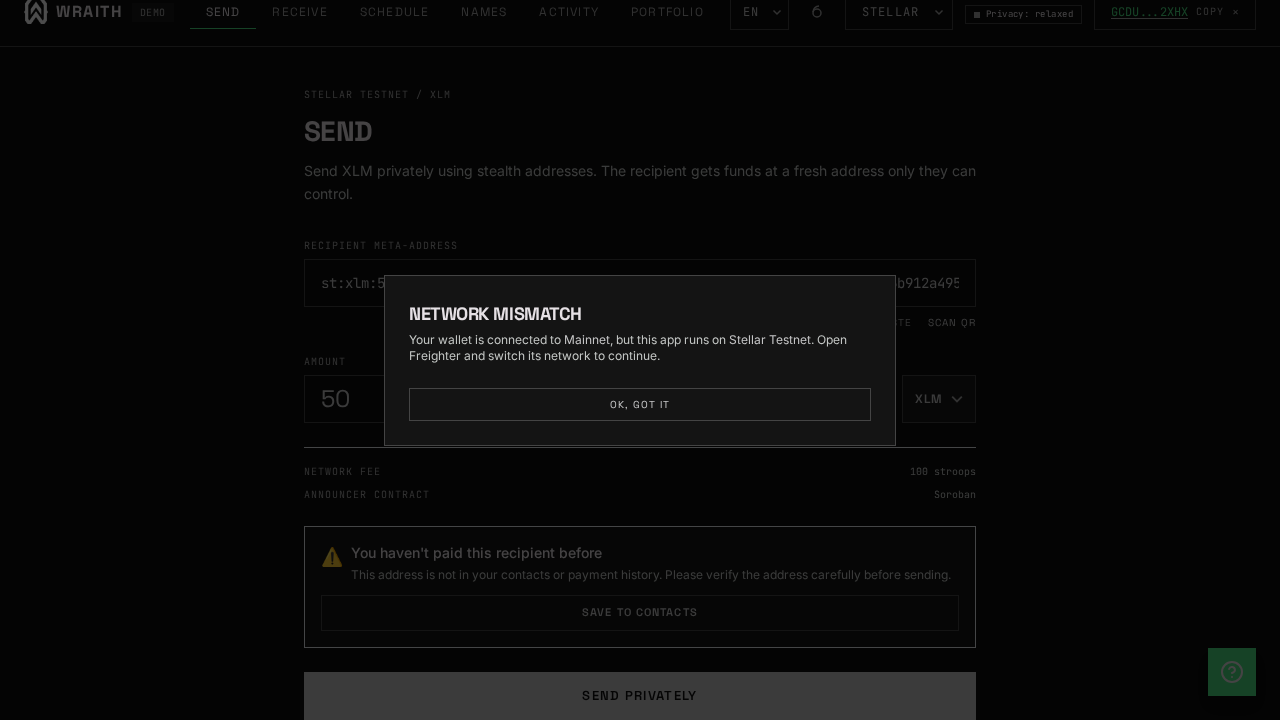 WRAITH DEMO SEND RECEIVE SCHEDULE NAMES ACTIVITY PORTFOLIO EN STELLAR Privacy: relaxed GCDU...2XHX COPY ×
STELLAR TESTNET / XLM
SEND
Send XLM privately using stealth addresses. The recipient gets funds at a fresh address only they can
control.
RECIPIENT META-ADDRESS
st:xlm:5 b912a495
SCAN QR
NETWORK MISMATCH
Your wallet is connected to Mainnet, but this app runs on Stellar Testnet. Open
Freighter and switch its network to continue.
OK, GOT IT
AMOUNT
50 XLM
NETWORK FEE 100 stroops
ANNOUNCER CONTRACT Soroban
You haven't paid this recipient before
This address is not in your contacts or payment history. Please verify the address carefully before sending.
SAVE TO CONTACTS
SEND PRIVATELY